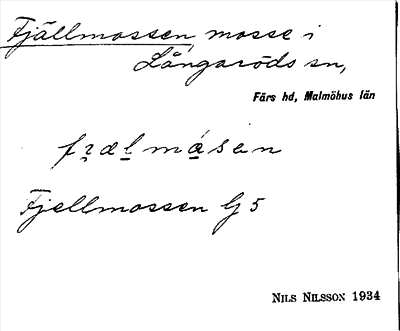 Fjällmossen, mosse i
Långaröds sn,
Färs hd, Malmöhus län
Fjellmossen G 5
NILS NILSSON 1934